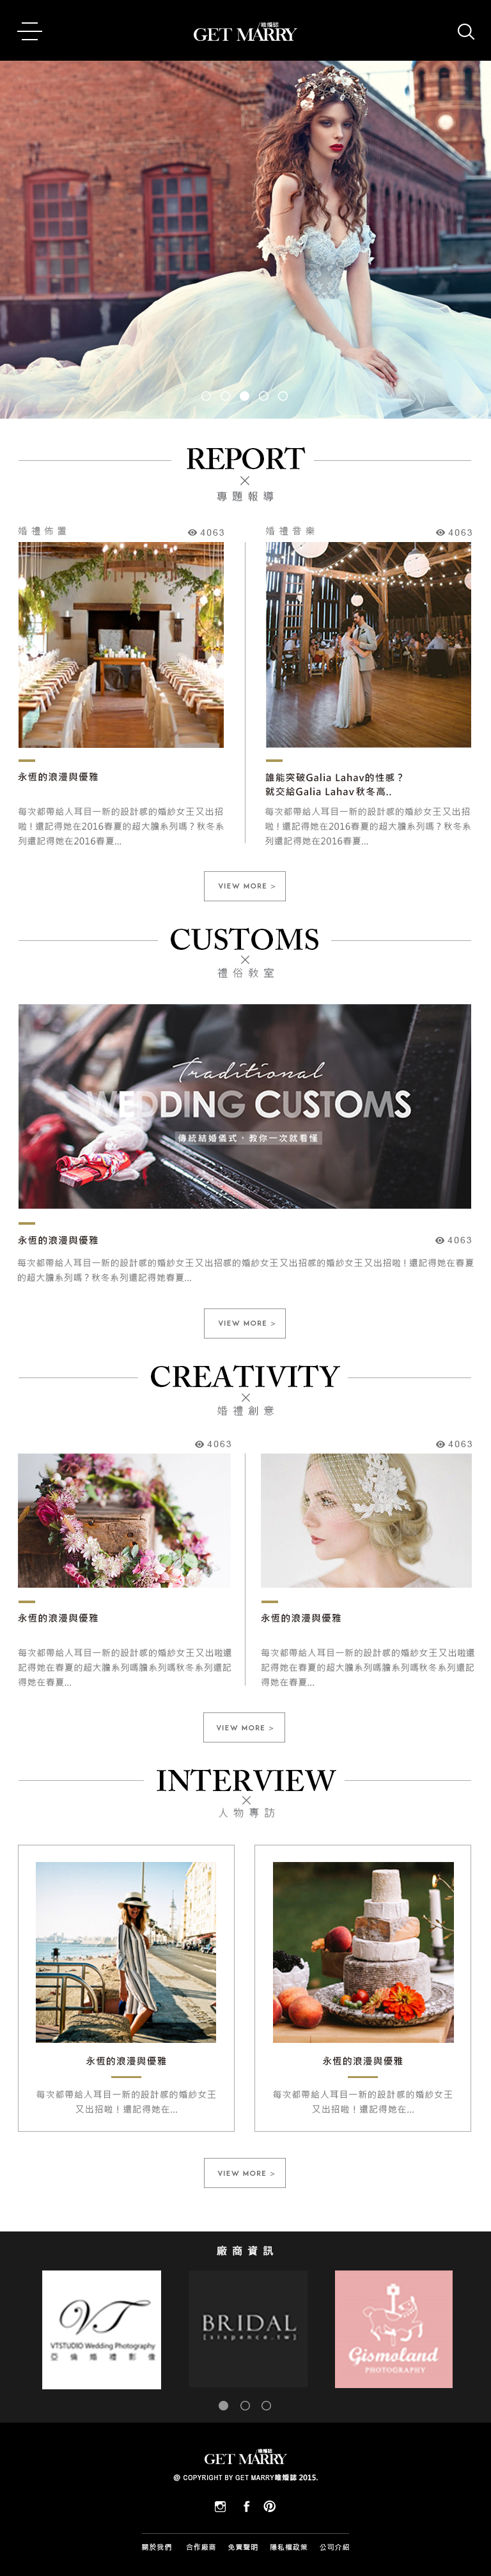 GET MARRY
唯婚誌
REPORT
專題報導
婚禮佈置
4063
婚禮音樂
4063
永恆的浪漫與優雅
每次都帶給人耳目一新的設計感的婚紗女王又出招
啦!還記得她在2016春夏的超大膽系列嗎?秋冬系
列還記得她在2016春夏...
誰能突破Galia Lahav的性感?
就交給Galia Lahav秋冬高..
每次都帶給人耳目一新的設計感的婚紗女王又出招
啦!還記得她在2016春夏的超大膽系列嗎?秋冬系
列還記得她在2016春夏...
VIEW MORE >
CUSTOMS
禮俗教室
Traditional
WEDDING CUSTOMS
傳統結婚儀式，教你一次就看懂
永恆的浪漫與優雅
4063
每次都帶給人耳目一新的設計感的婚紗女王又出招感的婚紗女王又出招感的婚紗女王又出招啦!還記得她在春夏
的超大膽系列嗎?秋冬系列還記得她春夏...
VIEW MORE >
CREATIVITY
婚禮創意
4063
4063
永恆的浪漫與優雅
每次都帶給人耳目一新的設計感的婚紗女王又出啦還
記得她在春夏的超大膽系列嗎膽系列嗎秋冬系列還記
得她在春夏...
永恆的浪漫與優雅
每次都帶給人耳目一新的設計感的婚紗女王又出啦還
記得她在春夏的超大膽系列嗎膽系列嗎秋冬系列還記
得她在春夏...
VIEW MORE >
INTERVIEW
人物專訪
永恆的浪漫與優雅
每次都帶給人耳目一新的設計感的婚紗女王
又出招啦!還記得她在...
永恆的浪漫與優雅
每次都帶給人耳目一新的設計感的婚紗女王
又出招啦!還記得她在...
VIEW MORE >
廠商資訊
VT
VTSTUDIO Wedding Photography
亞倫婚禮影像
BRIDAL
[sixpence.tw]
Gismoland
PHOTOGRAPHY
GET MARRY
唯婚誌
@ COPYRIGHT BY GET MARRY唯婚誌 2015.
關於我們 合作廠商 免責聲明 隱私權政策 公司介紹